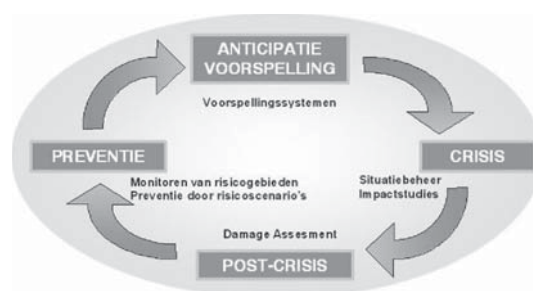 ANTICIPATIE
VOORSPELLING
Voorspellingssystemen
PREVENTIE
CRISIS
Monitoren van risicogebieden
Preventie door risicoscenario's
Situatiebeheer
Impactstudies
Damage Assesment
POST-CRISIS